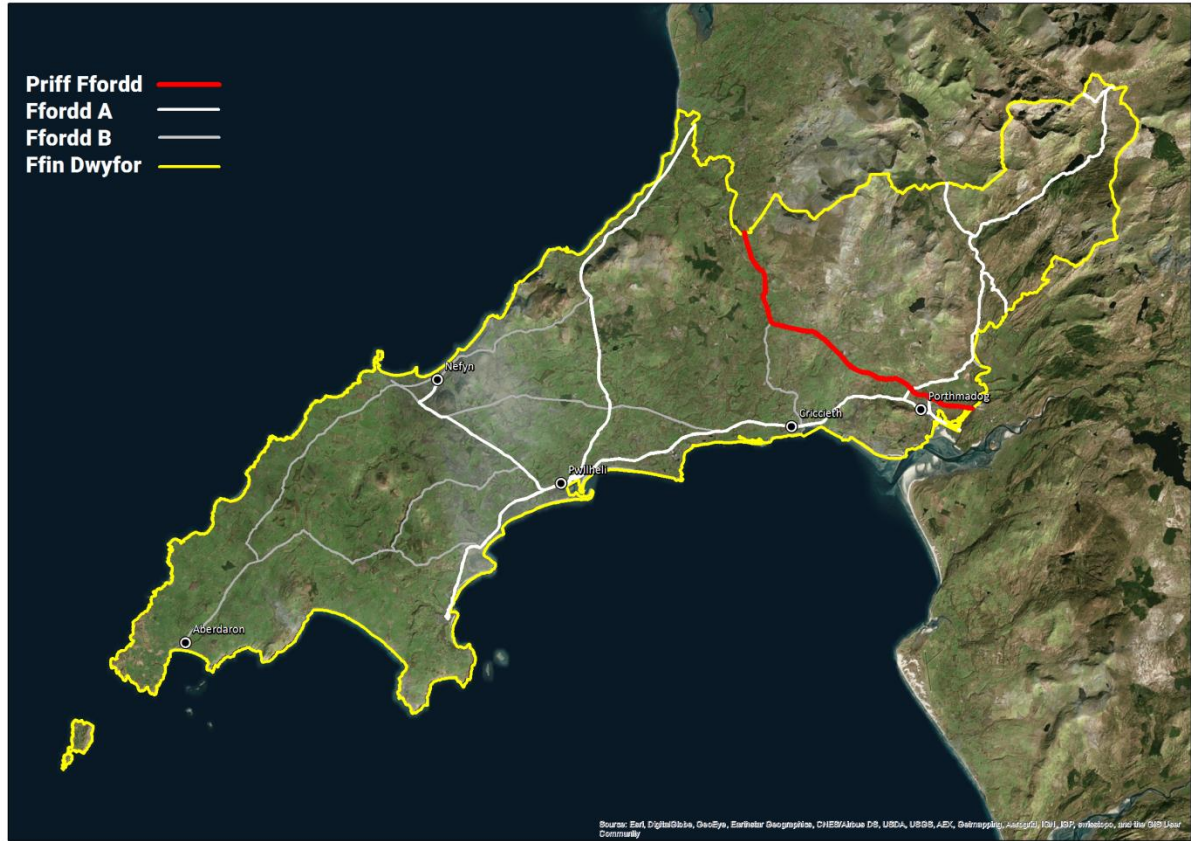 Priff Ffordd
Ffordd A
Ffordd B
Ffin Dwyfor
Nefyn
Porthmadog
Criccieth
Pwllheli
Aberdaron
Source: Esri, DigitalGlobe, GeoEye, Earthstar Geographics, CNES/Airbus DS, USDA, USGS, AEX, Getmapping, Aerogrid, IGN, IGP, swisstopo, and the GIS User
Community